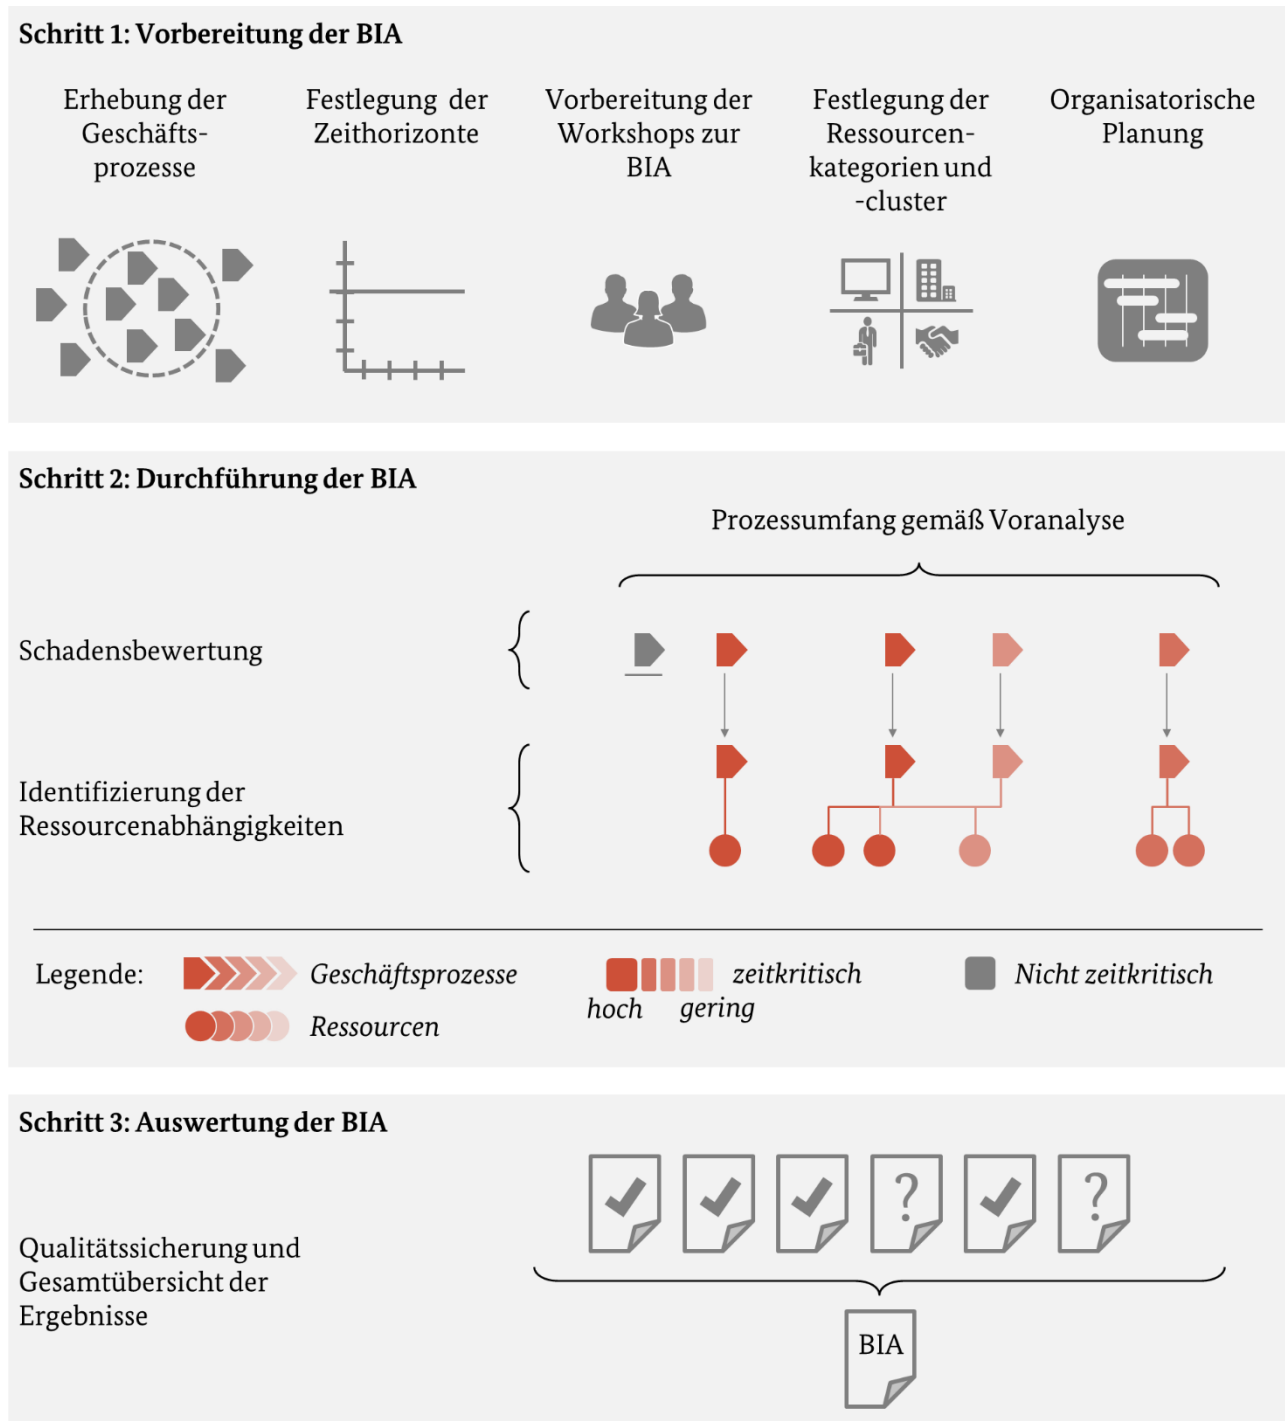 Schritt 1: Vorbereitung der BIA
Erhebung der
Geschäfts-
prozesse
Festlegung der
Zeithorizonte
Vorbereitung der
Workshops zur
BIA
Festlegung der
Ressourcen-
kategorien und
-cluster
Organisatorische
Planung
Schritt 2: Durchführung der BIA
Prozessumfang gemäß Voranalyse
Schadensbewertung
Identifizierung der
Ressourcenabhängigkeiten
Legende:
Geschäftsprozesse
zeitkritisch
Nicht zeitkritisch
hoch gering
Ressourcen
Schritt 3: Auswertung der BIA
? ?
Qualitätssicherung und
Gesamtübersicht der
Ergebnisse
BIA